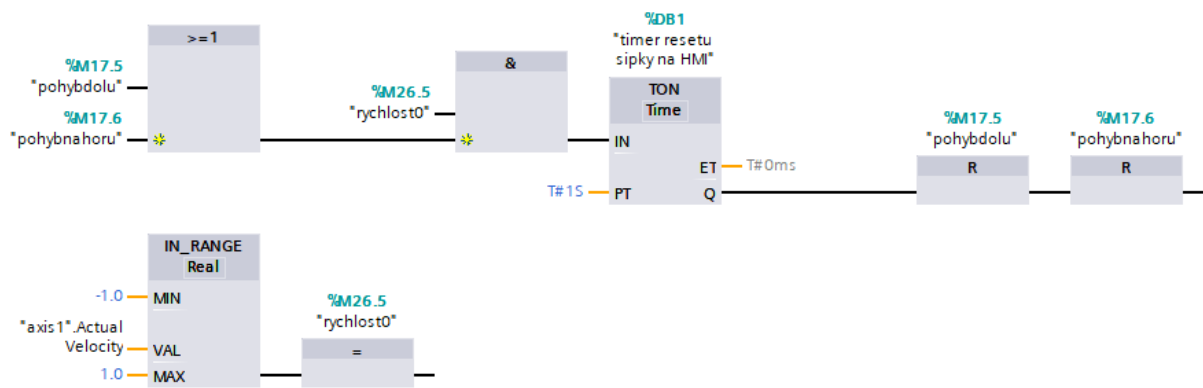 >=1
%M17.5
"pohybdolu"
%M17.6
"pohybnahoru"
&
%M26.5
"rychlost0"
%DB1
"timer resetu
sipky na HMI"
TON
Time
IN
ET
T#0ms
T#1S
PT
Q
%M17.5
"pohybdolu"
R
%M17.6
"pohybnahoru"
R
IN_RANGE
Real
-1.0
MIN
"axis1".Actual
Velocity
VAL
1.0
MAX
%M26.5
"rychlost0"
=